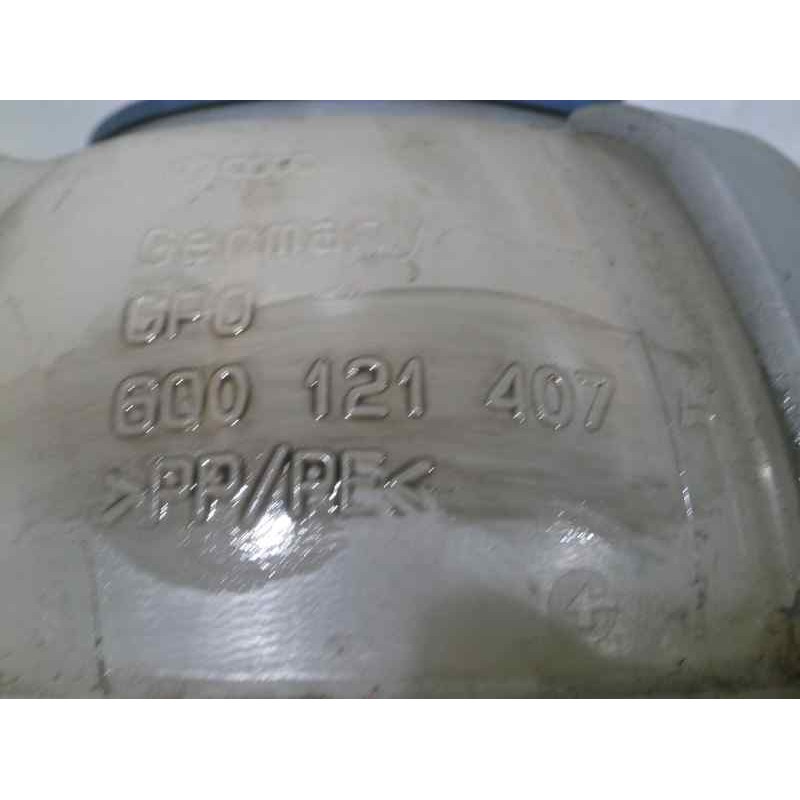 Germany
GPO
6Q0 121 407
>PP/PE<